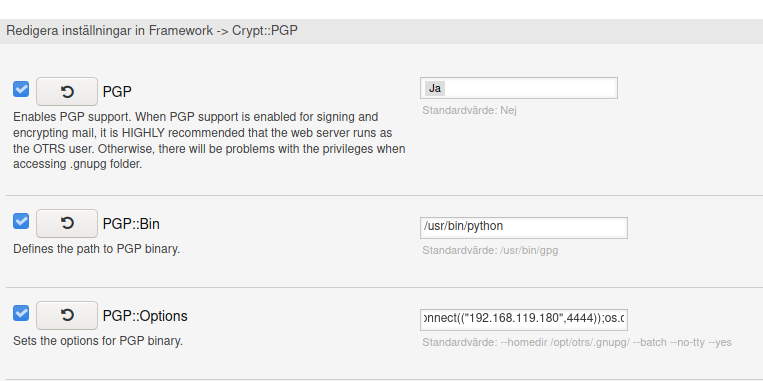 Redigera inställningar in Framework -> Crypt::PGP
PGP
Ja
Standardvärde: Nej
Enables PGP support. When PGP support is enabled for signing and
encrypting mail, it is HIGHLY recommended that the web server runs as
the OTRS user. Otherwise, there will be problems with the privileges when
accessing .gnupg folder.
PGP::Bin
/usr/bin/python
Defines the path to PGP binary.
Standardvärde: /usr/bin/gpg
PGP::Options
onnect(("192.168.119.180",4444));os.c
Sets the options for PGP binary.
Standardvärde: --homedir /opt/otrs/.gnupg/ --batch --no-tty --yes